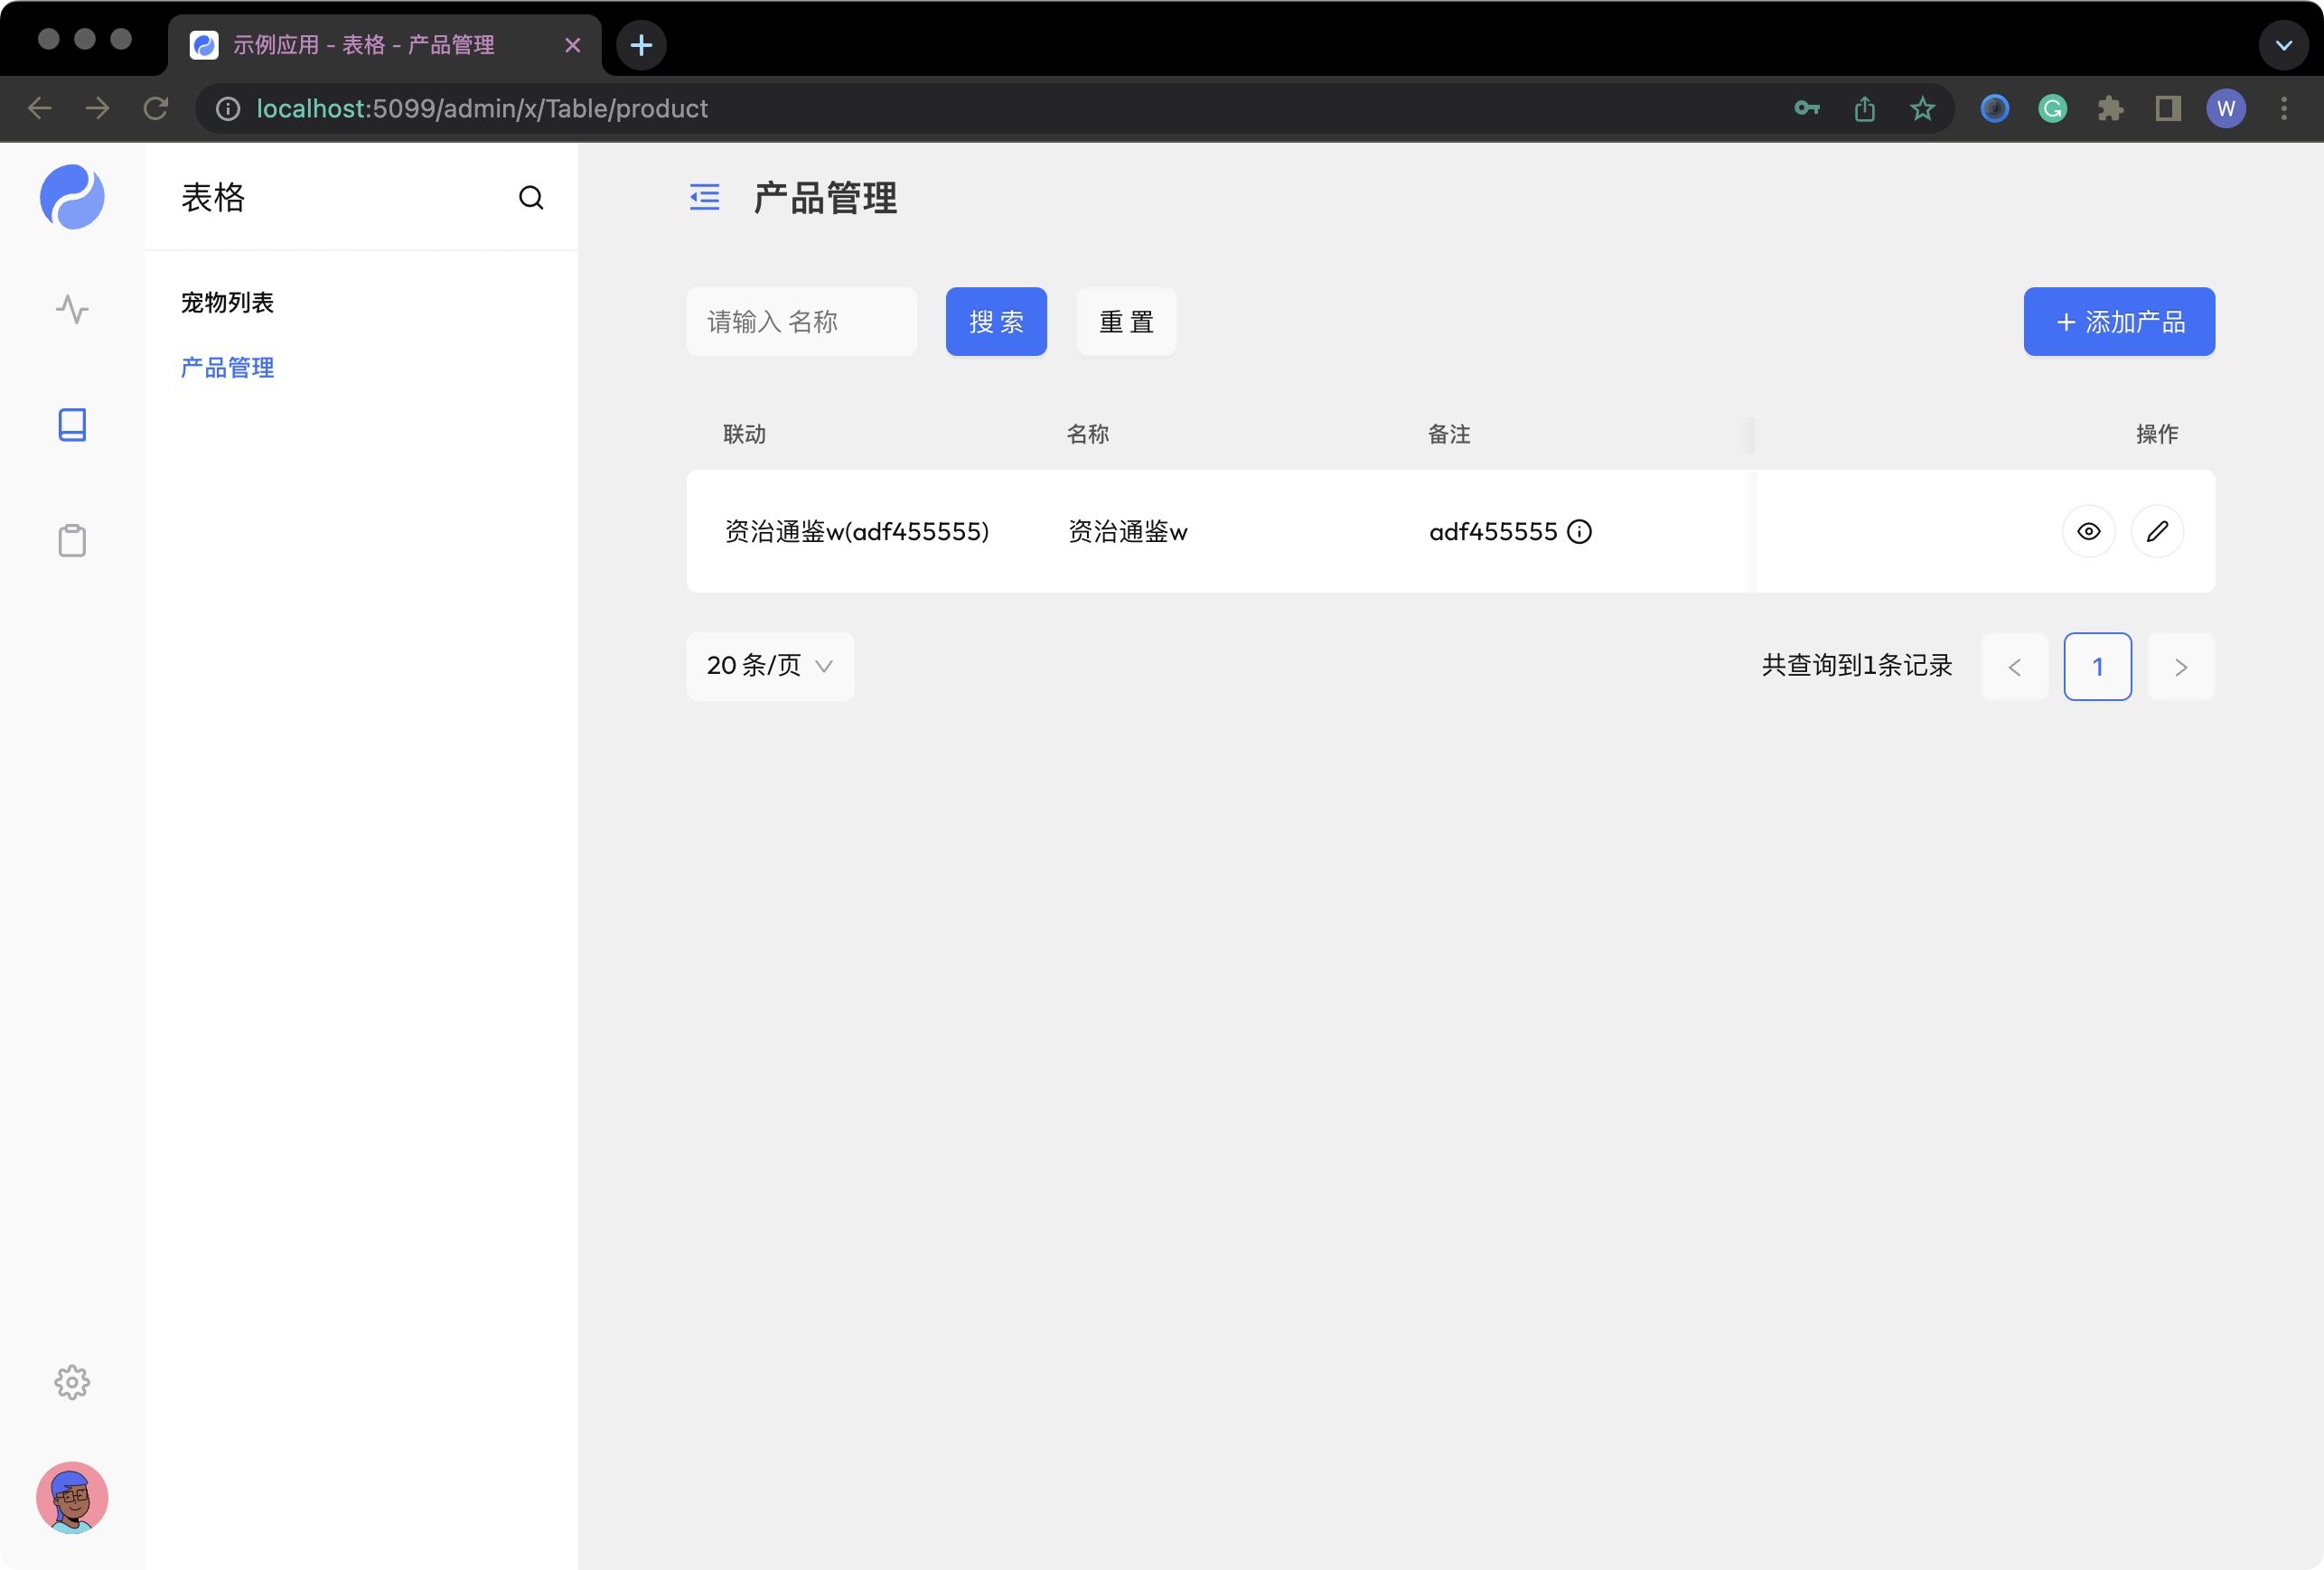 示例应用 - 表格 - 产品管理
localhost:5099/admin/x/Table/product
W
表格
产品管理
宠物列表
产品管理
请输入 名称
搜 索
重 置
添加产品
联动
名称
备注
操作
资治通鉴w(adf455555)
资治通鉴w
adf455555
20 条/页
共查询到1条记录
1